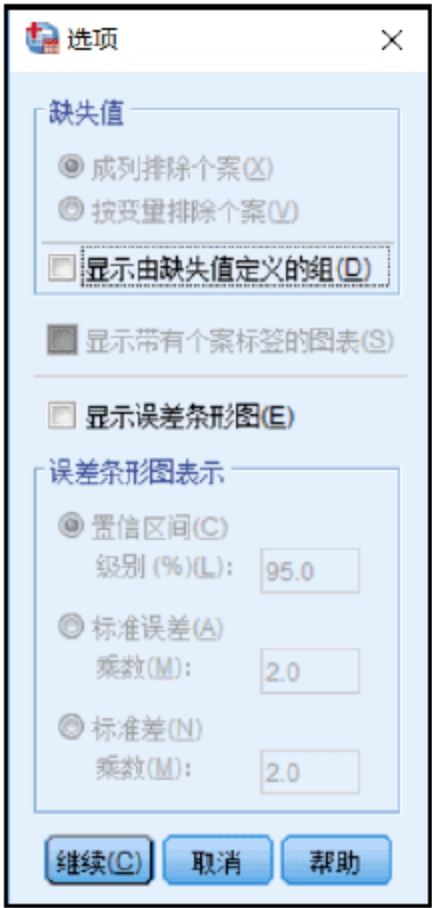 选项
缺失值
成列排除个案(X)
按变量排除个案(V)
显示由缺失值定义的组(D)
显示带有个案标签的图表(S)
显示误差条形图(E)
误差条形图表示
置信区间(C)
级别 (%)(L): 95.0
标准误差(A)
乘数(M): 2.0
标准差(N)
乘数(M): 2.0
继续(C) 取消 帮助